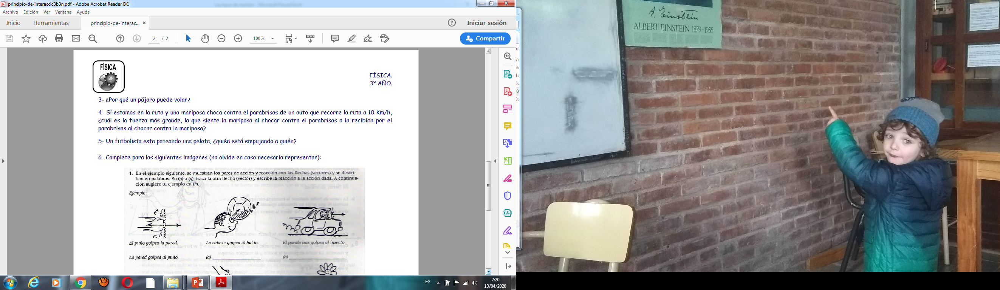 principio-de-interaccic3b3n.pdf - Adobe Acrobat Reader DC
Archivo Edición Ver Ventana Ayuda
Inicio Herramientas principio-de-interac... × Iniciar sesión
2 / 2 100% Compartir
FÍSICA
FÍSICA.
3º AÑO.
3- ¿Por qué un pájaro puede volar?
4- Si estamos en la ruta y una mariposa choca contra el parabrisas de un auto que recorre la ruta a 10 Km/h,
¿cuál es la fuerza más grande, la que siente la mariposa al chocar contra el parabrisas o la recibida por el
parabrisas al chocar contra la mariposa?
5- Un futbolista esta pateando una pelota, ¿quién está empujando a quién?
6- Complete para las siguientes imágenes (no olvide en caso necesario representar):
1. En el ejemplo siguiente, se muestran los pares de acción y reacción con las flechas (vectores) y se descri-
ben en palabras. En (a) a (g), traza la otra flecha (vector) y escribe la reacción a la acción dada. A continua-
ción sugiere tu ejemplo en (h).
Ejemplo:
El puño golpea la pared. La cabeza golpea al balón. El parabrisas golpea al insecto.
La pared golpea al puño. (a) (b)
ES 2:20
13/04/2020
A. Einstein
ALBERT EINSTEIN 1879-1955